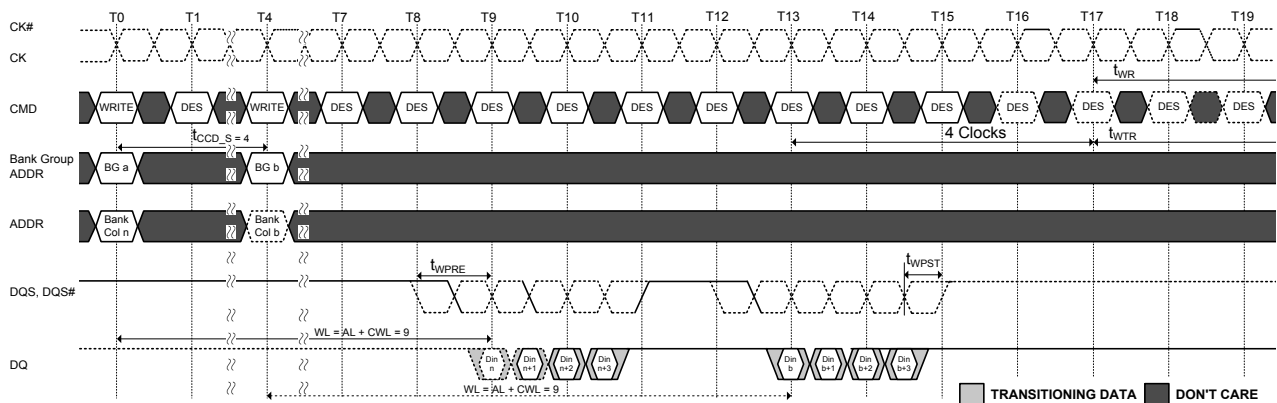 T0 T1 T4 T7 T8 T9 T10 T11 T12 T13 T14 T15 T16 T17 T18 T19
CK#
CK
tWR
CMD WRITE DES WRITE DES DES DES DES DES DES DES DES DES DES DES DES DES
tCCD_S = 4
4 Clocks
tWTR
Bank Group
ADDR
BG a
BG b
ADDR
Bank
Col n
Bank
Col b
tWPRE
tWPST
DQS, DQS#
WL = AL + CWL = 9
DQ
Din
n
Din
n+1
Din
n+2
Din
n+3
Din
b
Din
b+1
Din
b+2
Din
b+3
WL = AL + CWL = 9
TRANSITIONING DATA
DON'T CARE